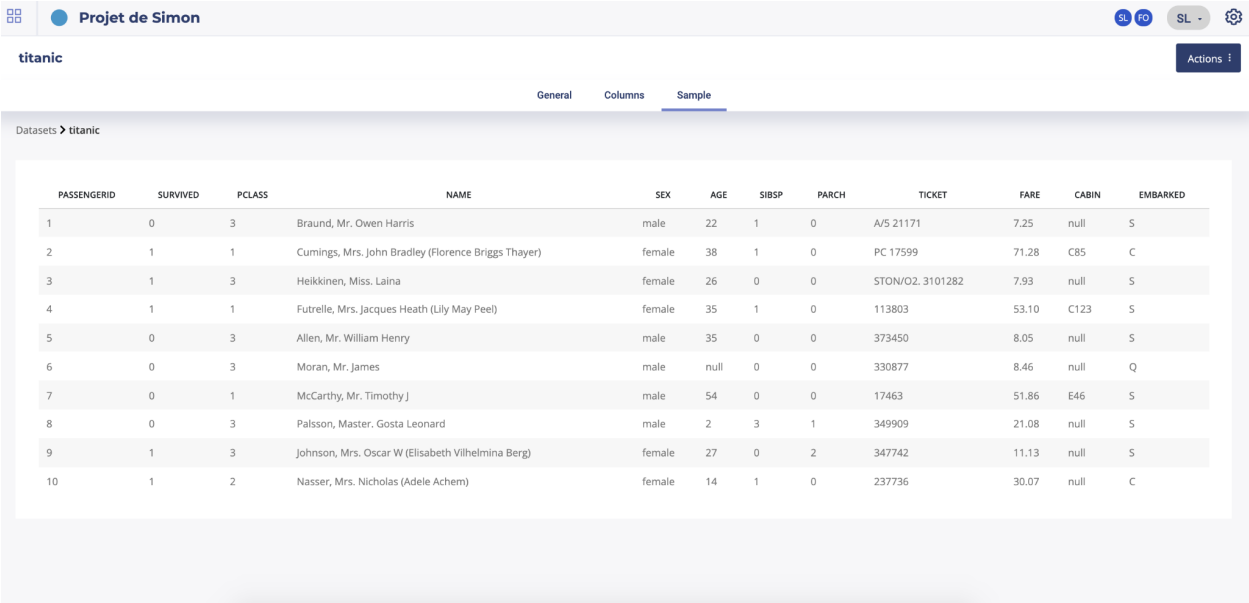 Projet de Simon SL FO SL -
titanic Actions
General Columns Sample
Datasets > titanic
PASSENGERID SURVIVED PCLASS NAME SEX AGE SIBSP PARCH TICKET FARE CABIN EMBARKED
1 0 3 Braund, Mr. Owen Harris male 22 1 0 A/5 21171 7.25 null S
2 1 1 Cumings, Mrs. John Bradley (Florence Briggs Thayer) female 38 1 0 PC 17599 71.28 C85 C
3 1 3 Heikkinen, Miss. Laina female 26 0 0 STON/O2. 3101282 7.93 null S
4 1 1 Futrelle, Mrs. Jacques Heath (Lily May Peel) female 35 1 0 113803 53.10 C123 S
5 0 3 Allen, Mr. William Henry male 35 0 0 373450 8.05 null S
6 0 3 Moran, Mr. James male null 0 0 330877 8.46 null Q
7 0 1 McCarthy, Mr. Timothy J male 54 0 0 17463 51.86 E46 S
8 0 3 Palsson, Master. Gosta Leonard male 2 3 1 349909 21.08 null S
9 1 3 Johnson, Mrs. Oscar W (Elisabeth Vilhelmina Berg) female 27 0 2 347742 11.13 null S
10 1 2 Nasser, Mrs. Nicholas (Adele Achem) female 14 1 0 237736 30.07 null C